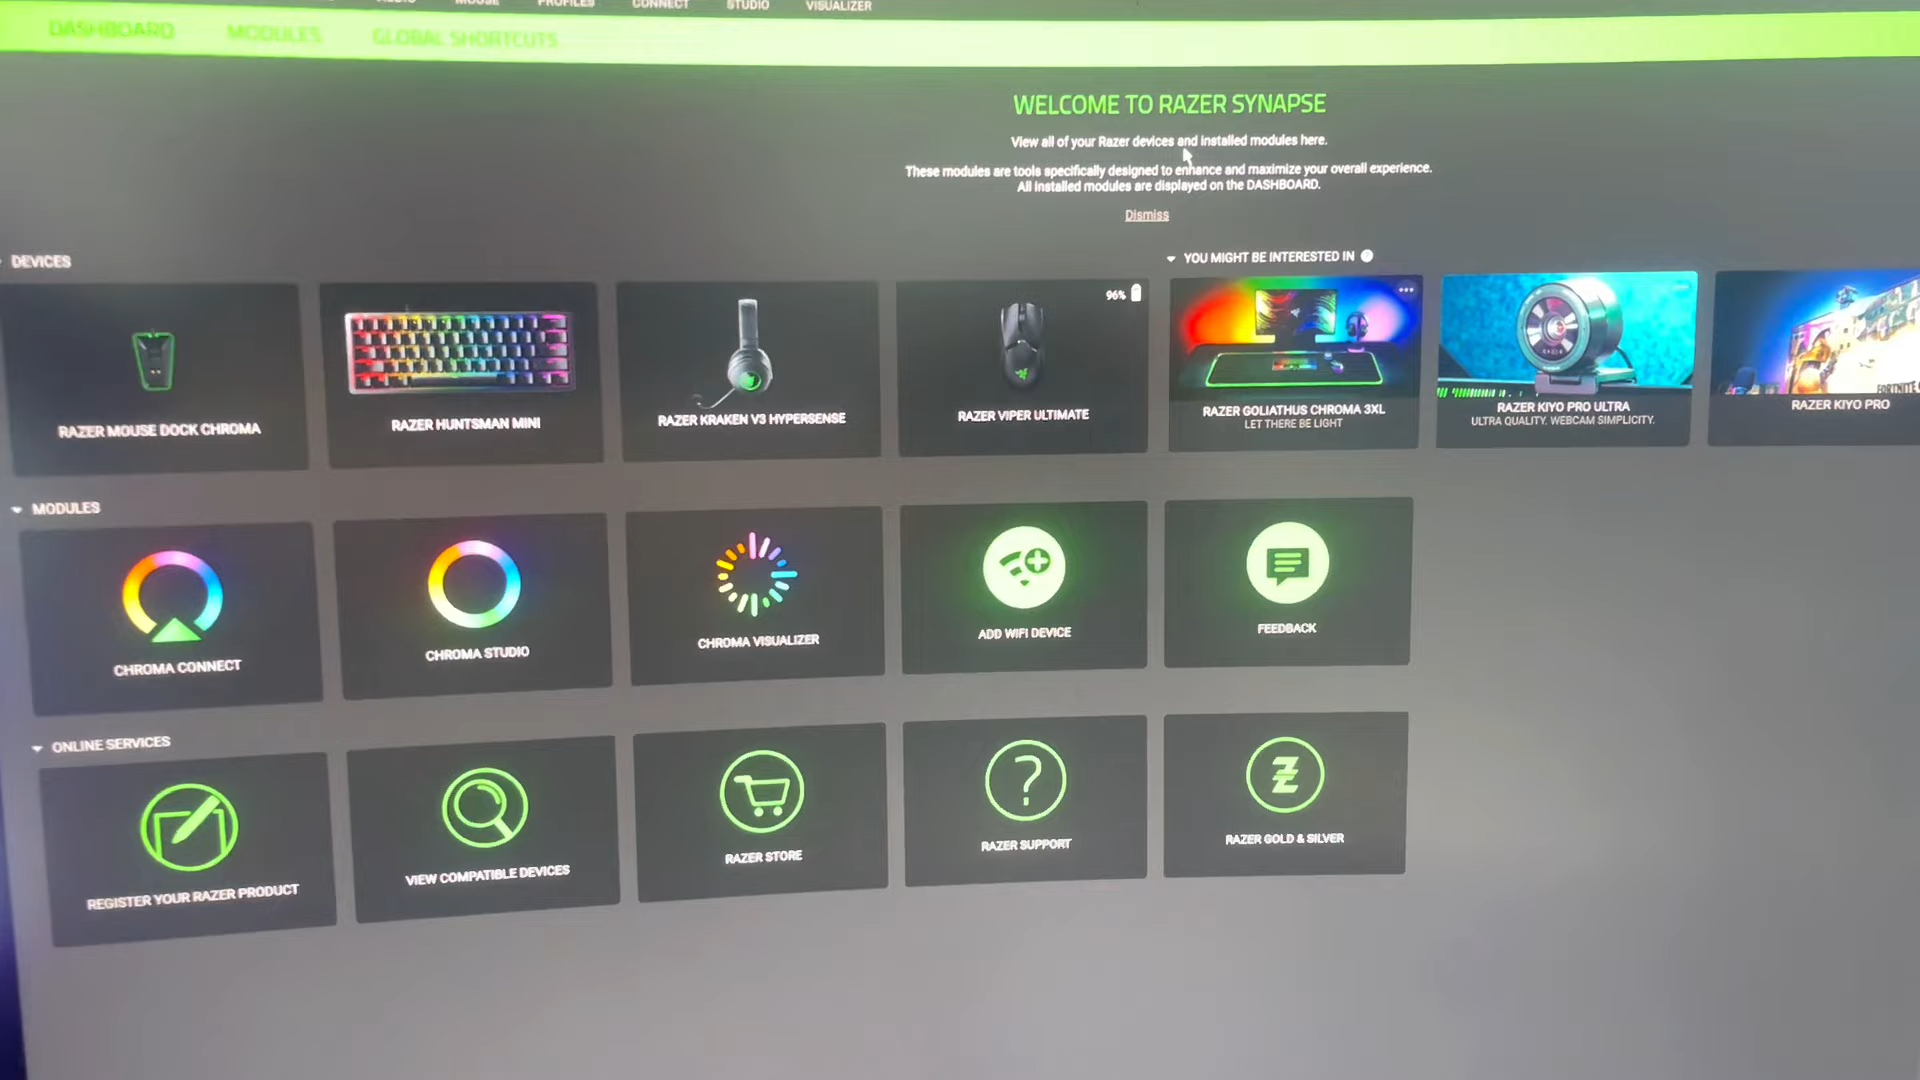 AUDIO MOUSE PROFILES CONNECT STUDIO VISUALIZER
DASHBOARD MODULES GLOBAL SHORTCUTS
WELCOME TO RAZER SYNAPSE
View all of your Razer devices and installed modules here.
These modules are tools specifically designed to enhance and maximize your overall experience.
All installed modules are displayed on the DASHBOARD.
Dismiss
DEVICES
YOU MIGHT BE INTERESTED IN
96%
RAZER MOUSE DOCK CHROMA
RAZER HUNTSMAN MINI
RAZER KRAKEN V3 HYPERSENSE
RAZER VIPER ULTIMATE
RAZER GOLIATHUS CHROMA 3XL
LET THERE BE LIGHT
RAZER KIYO PRO ULTRA
ULTRA QUALITY. WEBCAM SIMPLICITY.
FORTNITE
RAZER KIYO PRO
MODULES
CHROMA CONNECT
CHROMA STUDIO
CHROMA VISUALIZER
ADD WIFI DEVICE
FEEDBACK
ONLINE SERVICES
REGISTER YOUR RAZER PRODUCT
VIEW COMPATIBLE DEVICES
RAZER STORE
RAZER SUPPORT
RAZER GOLD & SILVER